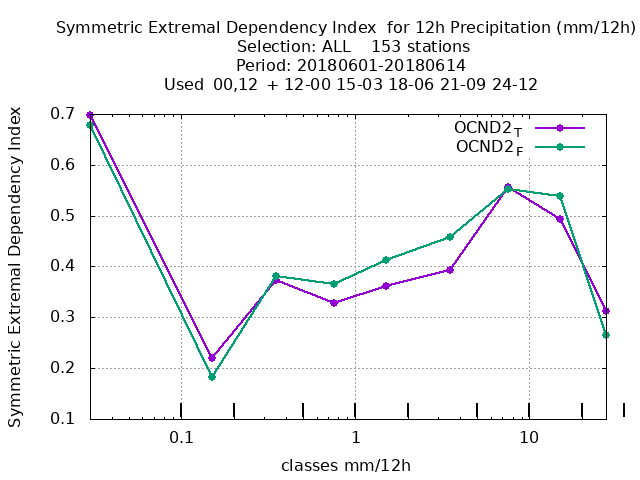 Symmetric Extremal Dependency Index  for 12h Precipitation (mm/12h)
Selection: ALL    153 stations
Period: 20180601-20180614
Used  00,12  + 12-00 15-03 18-06 21-09 24-12
Symmetric Extremal Dependency Index
0.7
0.6
0.5
0.4
0.3
0.2
0.1
OCND2T
OCND2F
0.1 1 10
classes mm/12h